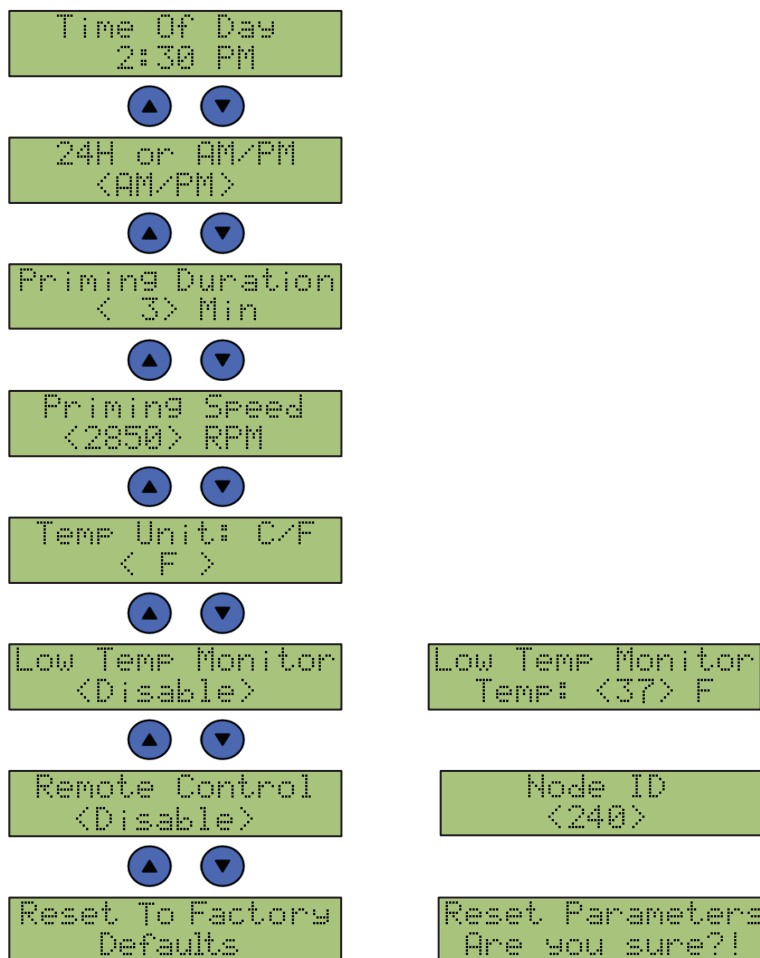 Time Of Day
2:30 PM
24H or AM/PM
<AM/PM>
Priming Duration
< 3> Min
Priming Speed
<2850> RPM
Temp Unit: C/F
< F >
Low Temp Monitor
<Disable>
Low Temp Monitor
Temp: <37> F
Remote Control
<Disable>
Node ID
<240>
Reset To Factory
Defaults
Reset Parameters
Are you sure?!